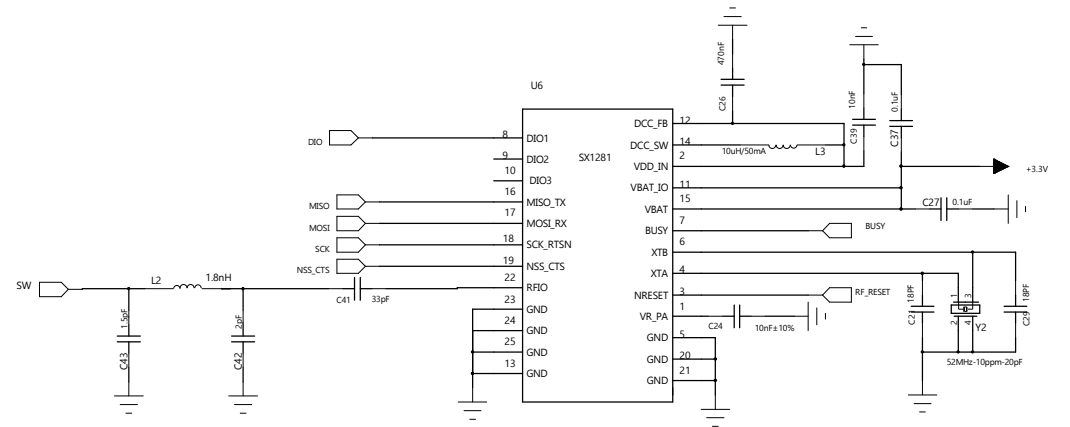 U6
SX1281
DIO
8
DIO1
9
DIO2
10
DIO3
MISO
16
MISO_TX
MOSI
17
MOSI_RX
SCK
18
SCK_RTSN
NSS_CTS
19
NSS_CTS
22
RFIO
23
GND
24
GND
25
GND
13
GND
SW
L2
1.8nH
C41
33pF
1.5pF
C43
2pF
C42
470nF
C26
DCC_FB
12
DCC_SW
14
10uH/50mA
L3
VDD_IN
2
VBAT_IO
11
VBAT
15
BUSY
7
BUSY
XTB
6
XTA
4
NRESET
3
RF_RESET
VR_PA
1
C24
10nF±10%
GND
5
GND
20
GND
21
10nF
C39
0.1uF
C37
+3.3V
C27
0.1uF
18PF
1
3
2
4
Y2
18PF
C29
52MHz-10ppm-20pF